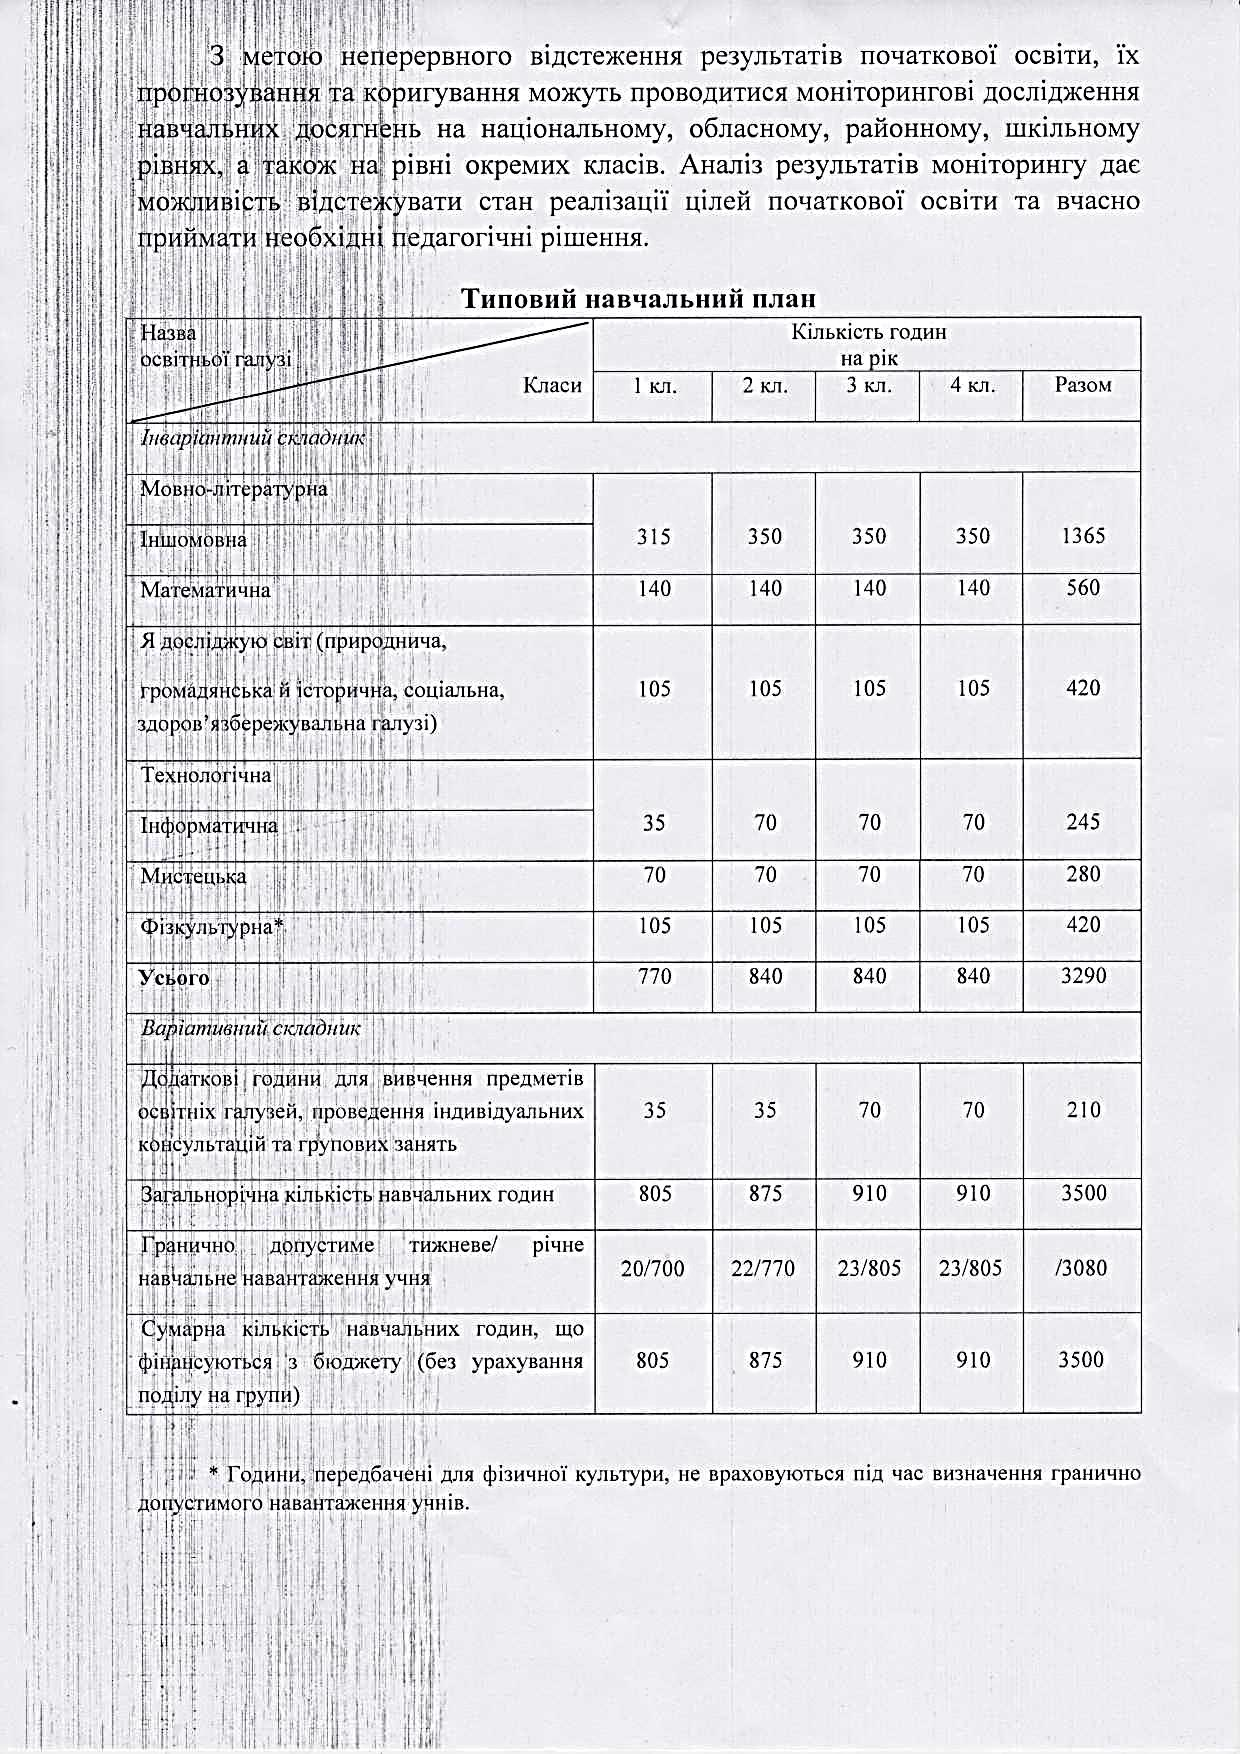 З метою неперервного відстеження результатів початкової освіти, їх
прогнозування та коригування можуть проводитися моніторингові дослідження
навчальних досягнень на національному, обласному, районному, шкільному
рівнях, а також на рівні окремих класів. Аналіз результатів моніторингу дає
можливість відстежувати стан реалізації цілей початкової освіти та вчасно
приймати необхідні педагогічні рішення.
Типовий навчальний план
Назва
освітньої галузі
Класи
Кількість годин
на рік
1 кл. 2 кл. 3 кл. 4 кл. Разом
Інваріантний складник
Мовно-літературна
Іншомовна 315 350 350 350 1365
Математична 140 140 140 140 560
Я досліджую світ (природнича,
громадянська й історична, соціальна, 105 105 105 105 420
здоров’язбережувальна галузі)
Технологічна
Інформатична 35 70 70 70 245
Мистецька 70 70 70 70 280
Фізкультурна* 105 105 105 105 420
Усього 770 840 840 840 3290
Варіативний складник
Додаткові години для вивчення предметів
освітніх галузей, проведення індивідуальних 35 35 70 70 210
консультацій та групових занять
Загальнорічна кількість навчальних годин 805 875 910 910 3500
Гранично допустиме тижневе/ річне
навчальне навантаження учня 20/700 22/770 23/805 23/805 /3080
Сумарна кількість навчальних годин, що
фінансуються з бюджету (без урахування 805 875 910 910 3500
поділу на групи)
* Години, передбачені для фізичної культури, не враховуються під час визначення гранично
допустимого навантаження учнів.